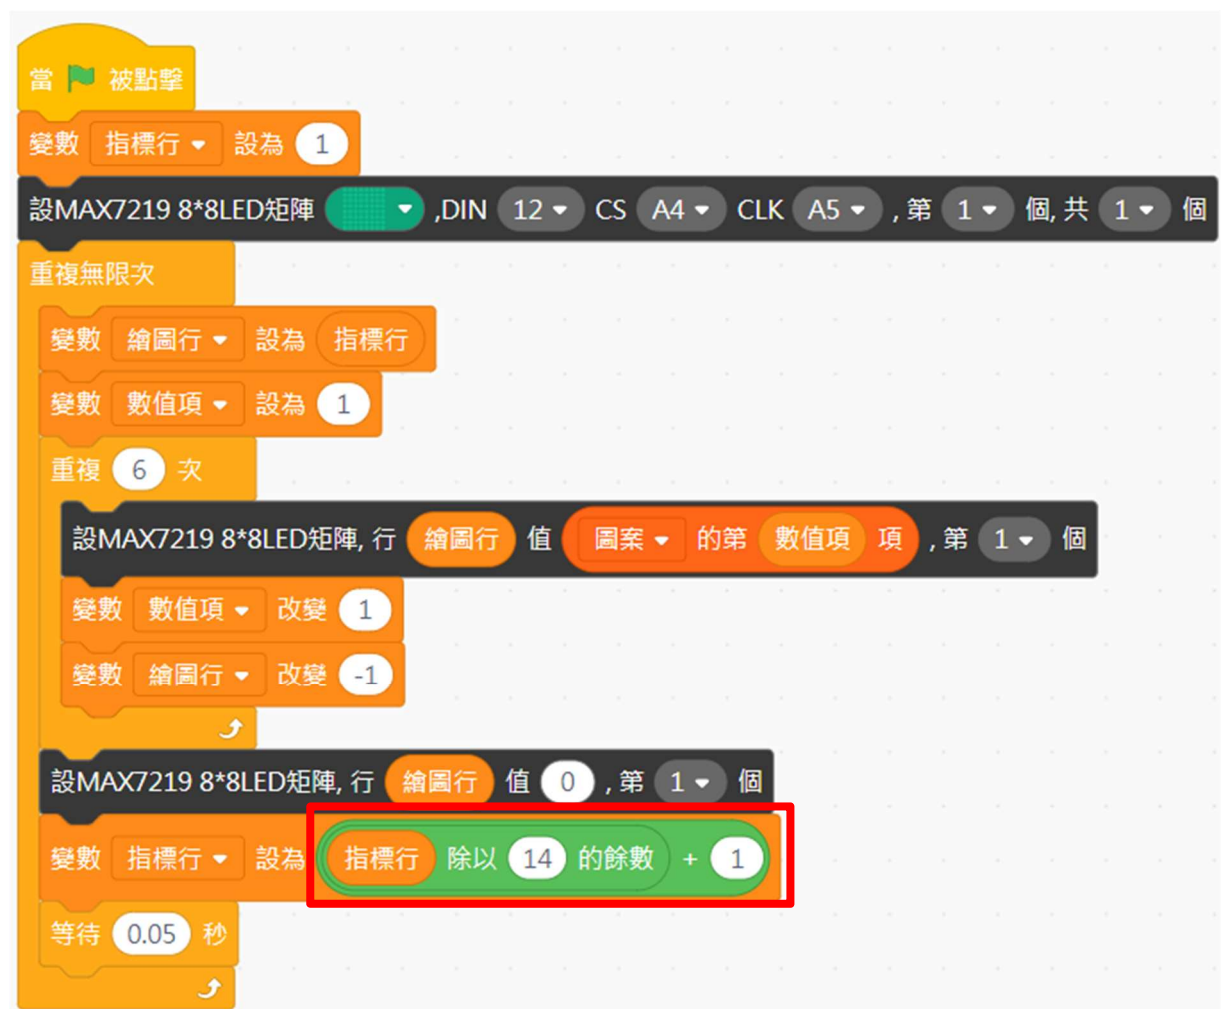 當 被點擊
變數 指標行 設為 1
設MAX7219 8*8LED矩陣 ,DIN 12 CS A4 CLK A5 , 第 1 個, 共 1 個
重複無限次
變數 繪圖行 設為 指標行
變數 數值項 設為 1
重複 6 次
設MAX7219 8*8LED矩陣, 行 繪圖行 值 圖案 的第 數值項 項 , 第 1 個
變數 數值項 改變 1
變數 繪圖行 改變 -1
設MAX7219 8*8LED矩陣, 行 繪圖行 值 0 , 第 1 個
變數 指標行 設為 指標行 除以 14 的餘數 + 1
等待 0.05 秒